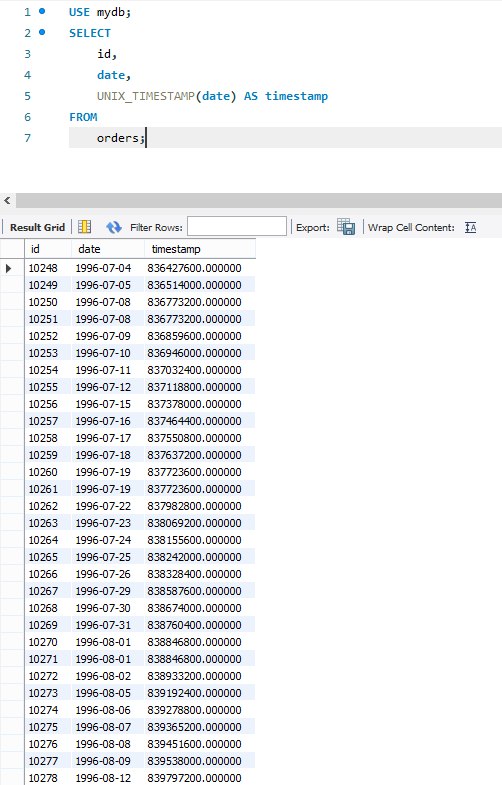 1 USE mydb;
2 SELECT
3 id,
4 date,
5 UNIX_TIMESTAMP(date) AS timestamp
6 FROM
7 orders;
Result Grid Filter Rows: Export: Wrap Cell Content: IA
id date timestamp
10248 1996-07-04 836427600.000000
10249 1996-07-05 836514000.000000
10250 1996-07-08 836773200.000000
10251 1996-07-08 836773200.000000
10252 1996-07-09 836859600.000000
10253 1996-07-10 836946000.000000
10254 1996-07-11 837032400.000000
10255 1996-07-12 837118800.000000
10256 1996-07-15 837378000.000000
10257 1996-07-16 837464400.000000
10258 1996-07-17 837550800.000000
10259 1996-07-18 837637200.000000
10260 1996-07-19 837723600.000000
10261 1996-07-19 837723600.000000
10262 1996-07-22 837982800.000000
10263 1996-07-23 838069200.000000
10264 1996-07-24 838155600.000000
10265 1996-07-25 838242000.000000
10266 1996-07-26 838328400.000000
10267 1996-07-29 838587600.000000
10268 1996-07-30 838674000.000000
10269 1996-07-31 838760400.000000
10270 1996-08-01 838846800.000000
10271 1996-08-01 838846800.000000
10272 1996-08-02 838933200.000000
10273 1996-08-05 839192400.000000
10274 1996-08-06 839278800.000000
10275 1996-08-07 839365200.000000
10276 1996-08-08 839451600.000000
10277 1996-08-09 839538000.000000
10278 1996-08-12 839797200.000000